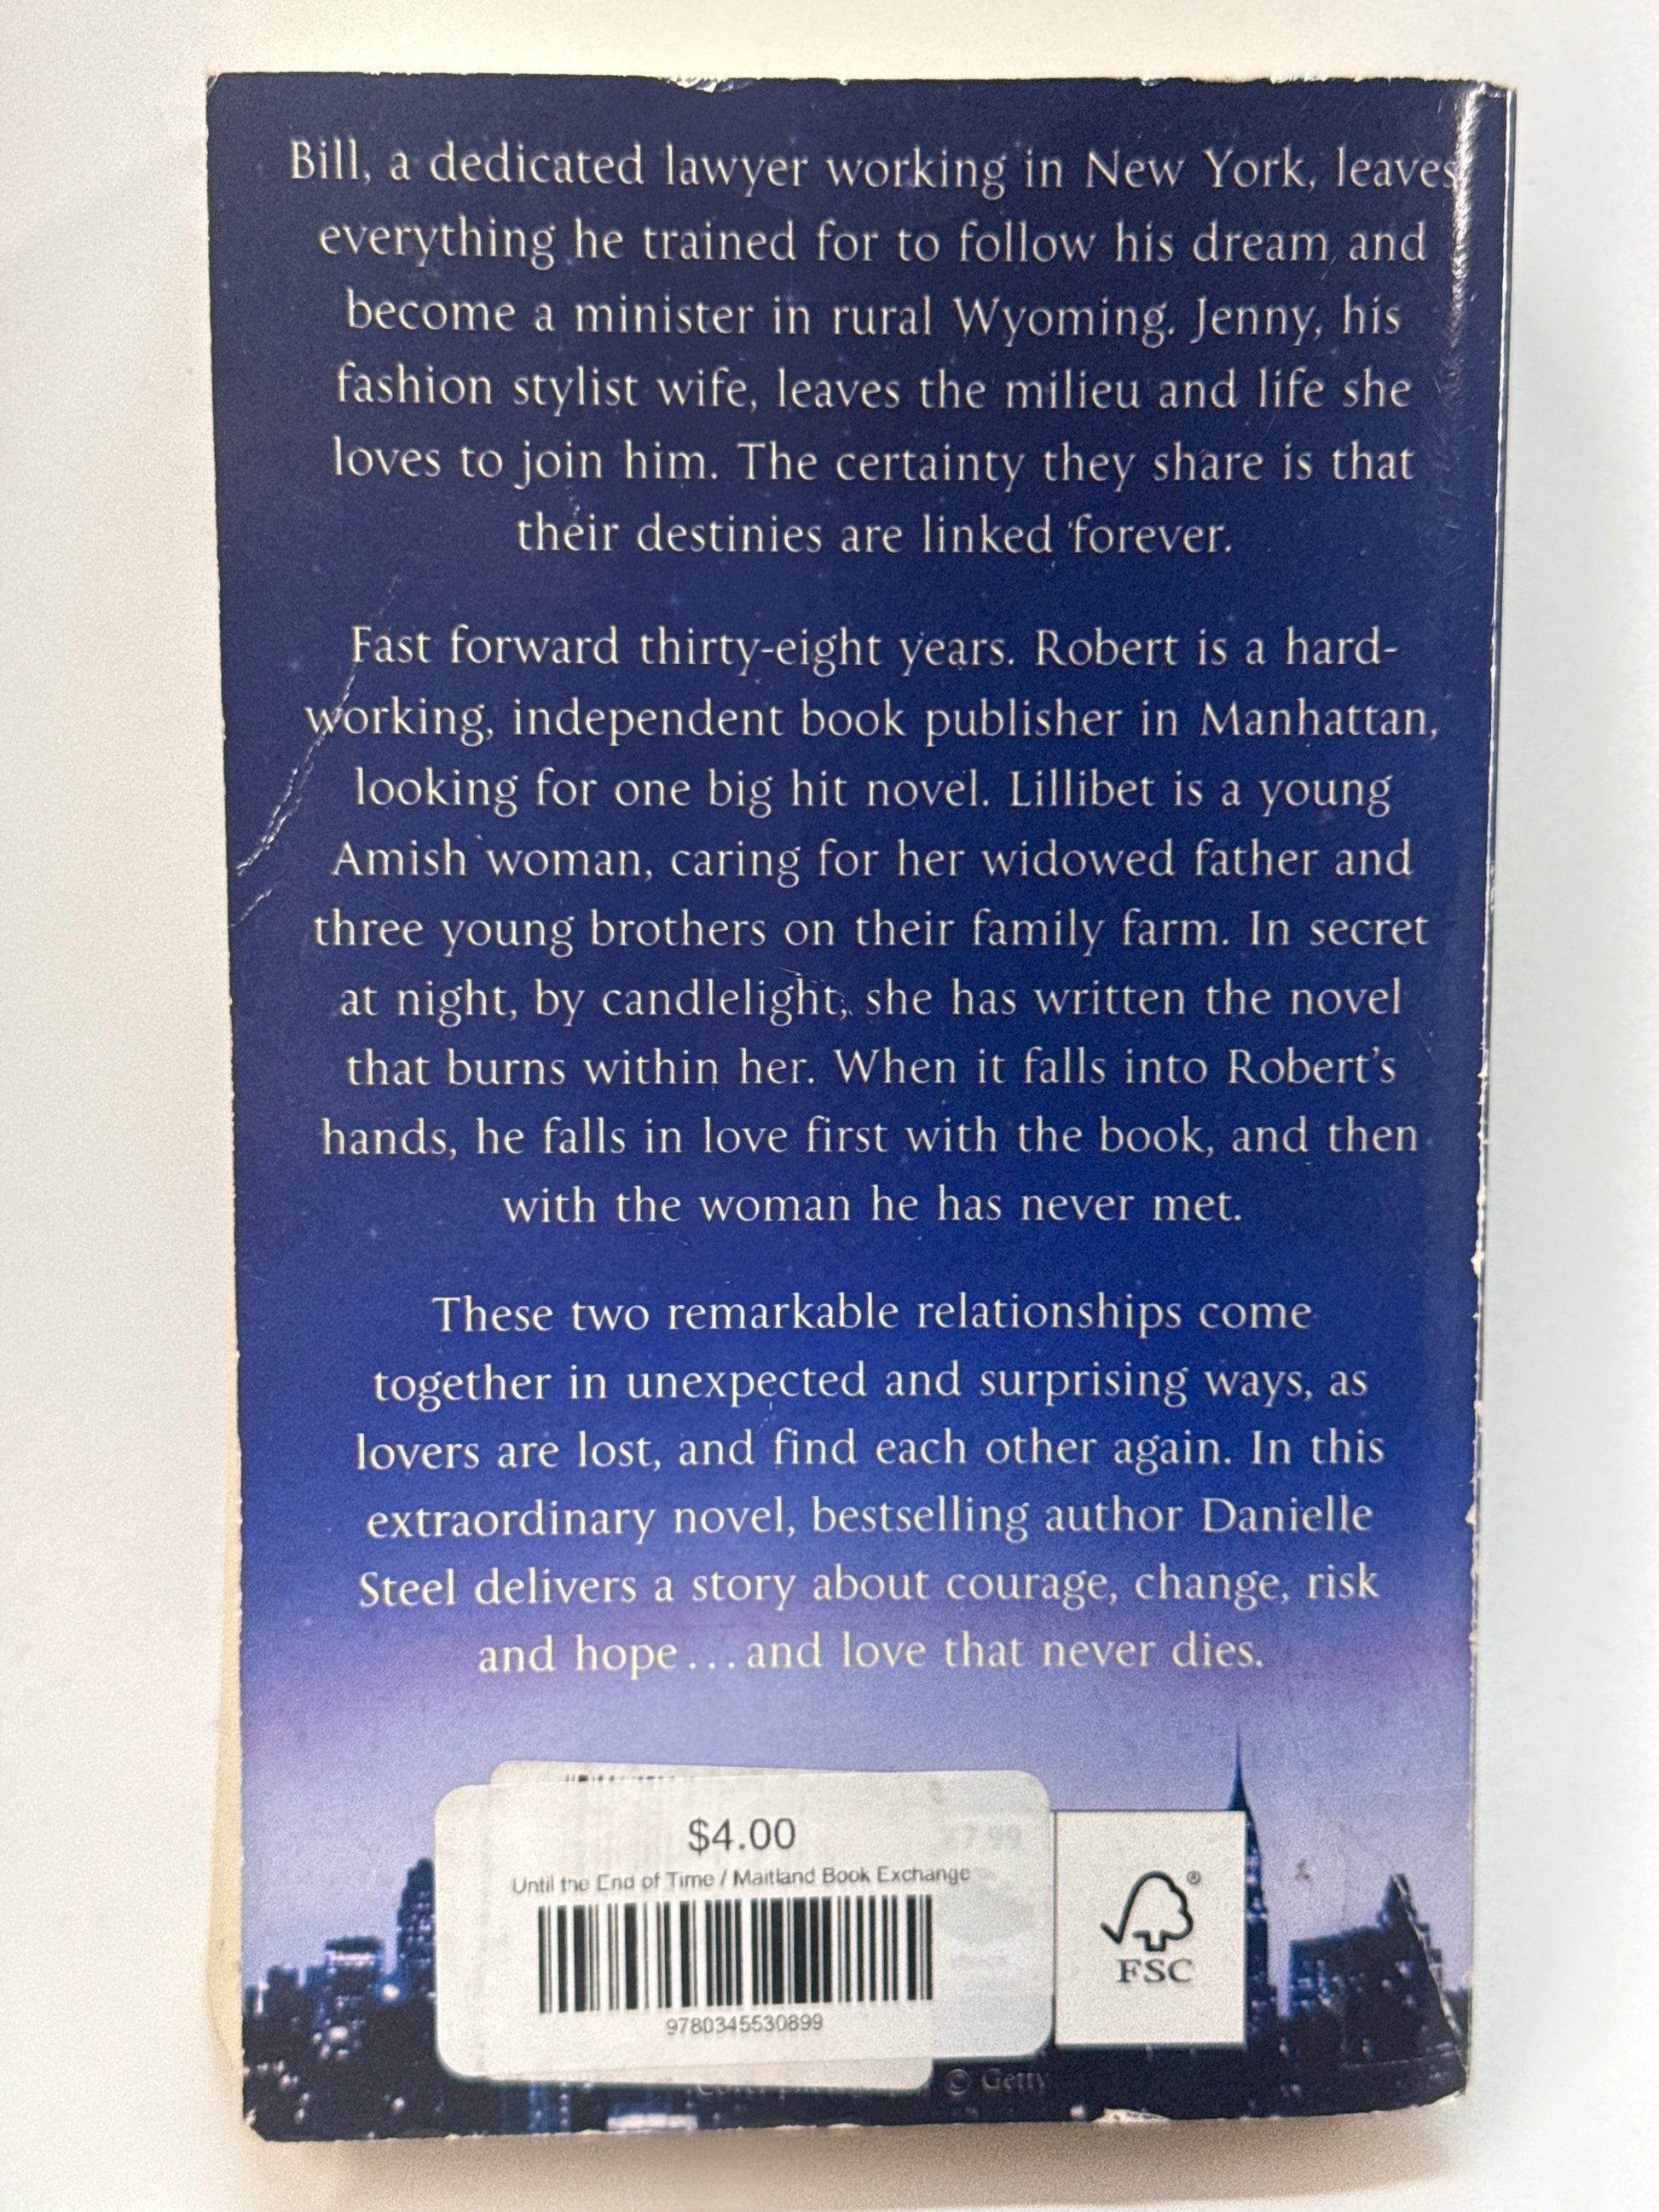 Bill, a dedicated lawyer working in New York, leaves
everything he trained for to follow his dream and
become a minister in rural Wyoming. Jenny, his
fashion stylist wife, leaves the milieu and life she
loves to join him. The certainty they share is that
their destinies are linked forever.
Fast forward thirty-eight years. Robert is a hard-
working, independent book publisher in Manhattan,
looking for one big hit novel. Lillibet is a young
Amish woman, caring for her widowed father and
three young brothers on their family farm. In secret
at night, by candlelight, she has written the novel
that burns within her. When it falls into Robert's
hands, he falls in love first with the book, and then
with the woman he has never met.
These two remarkable relationships come
together in unexpected and surprising ways, as
lovers are lost, and find each other again. In this
extraordinary novel, bestselling author Danielle
Steel delivers a story about courage, change, risk
and hope...and love that never dies.
$4.00
7.99
Until the End of Time / Maitland Book Exchange
9780345530899
®
FSC
© Getty